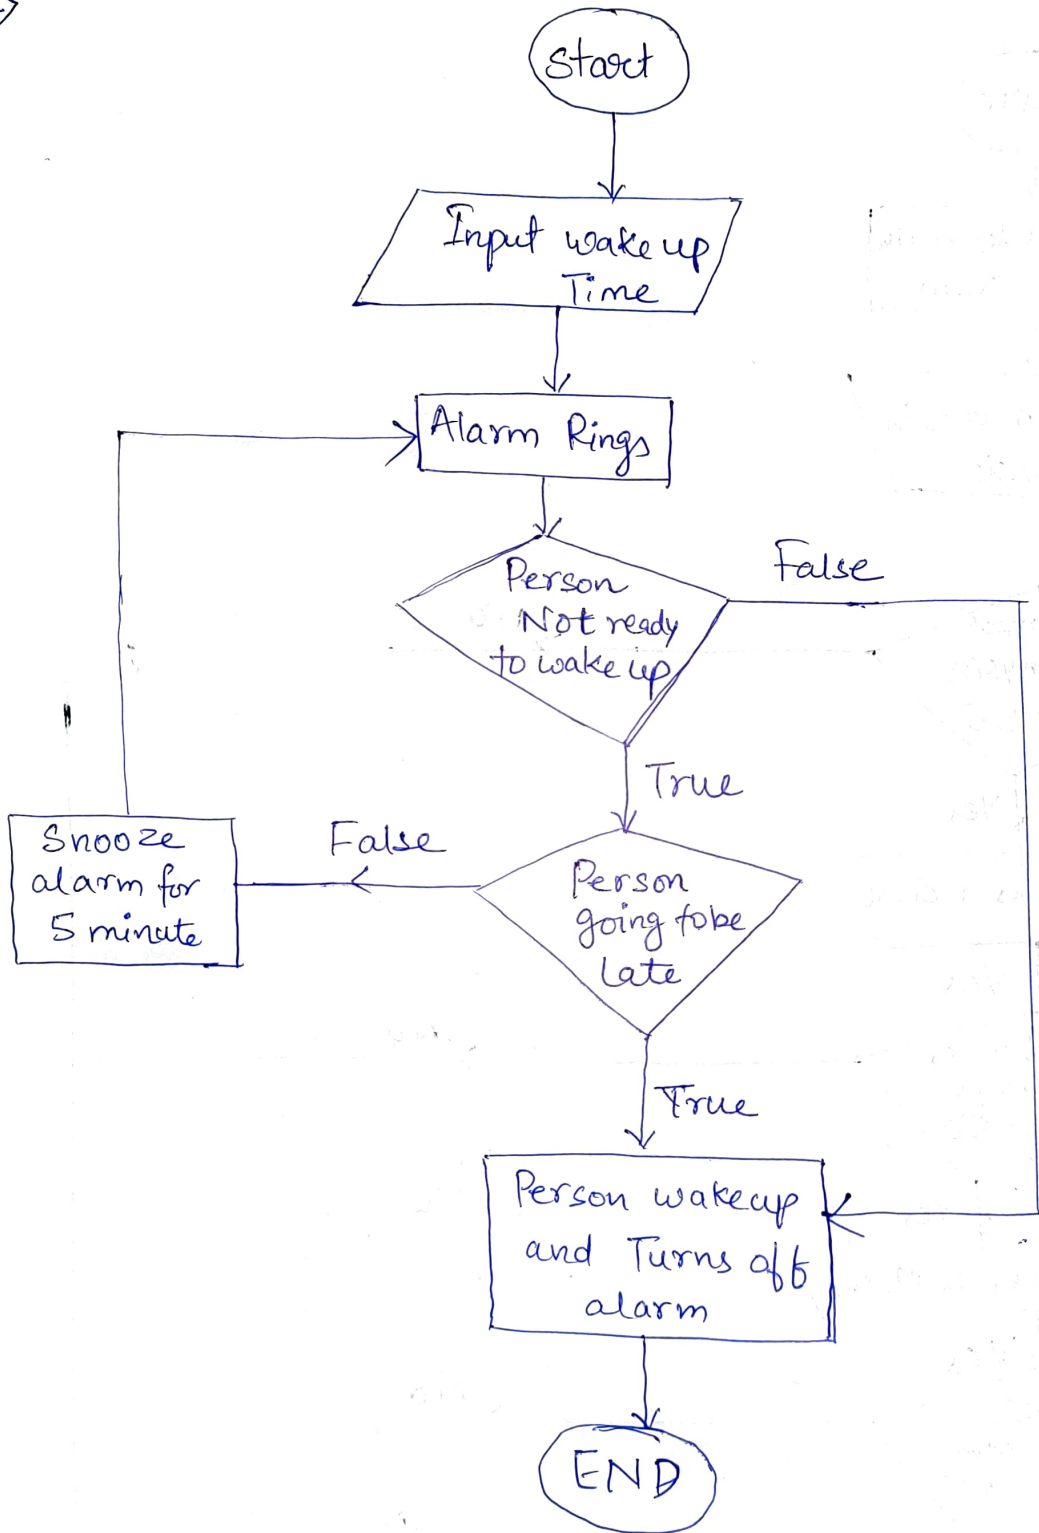 Start
Input wake up
Time
Alarm Rings
Person
Not ready
to wake up
False
True
Snooze
alarm for
5 minute
False
Person
going to be
late
True
Person wakeup
and Turns off
alarm
END